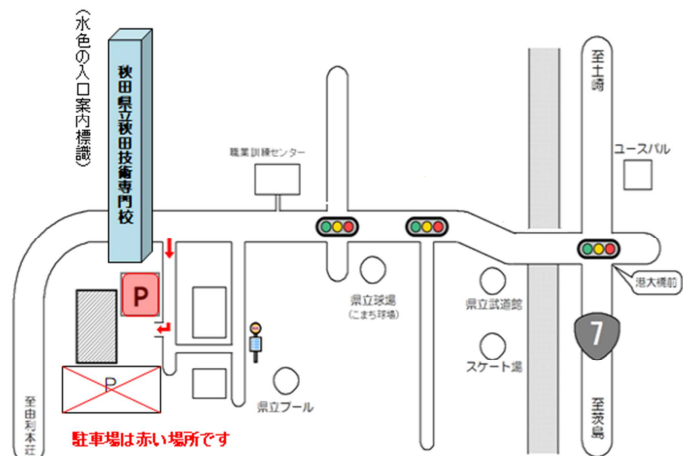 （水色の入口案内標識）
秋田県立秋田技術専門校
職業訓練センター
至土崎
ユースパル
港大橋前
県立球場
（こまち球場）
県立武道館
スケート場
7
P
P
県立プール
至由利本荘
至茨島
駐車場は赤い場所です